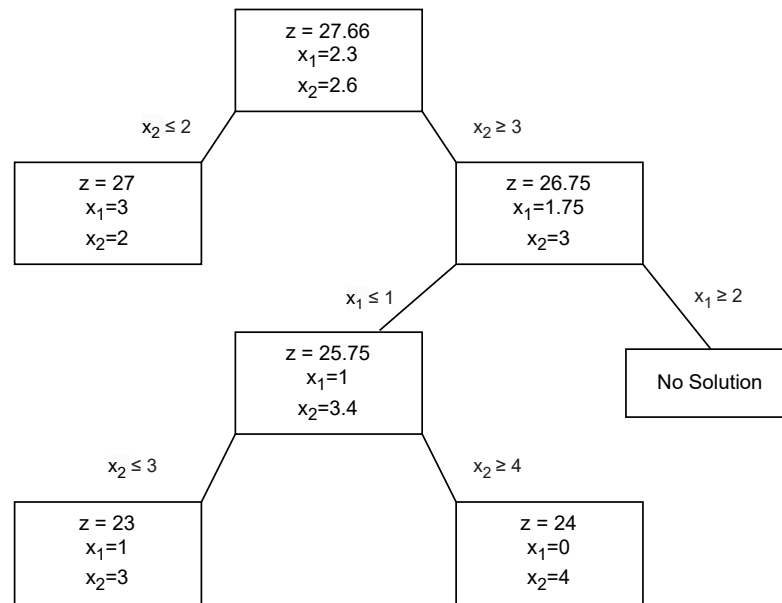 z = 27.66
x₁=2.3
x₂=2.6
x₂ ≤ 2
x₂ ≥ 3
z = 27
x₁=3
x₂=2
z = 26.75
x₁=1.75
x₂=3
x₁ ≤ 1
x₁ ≥ 2
z = 25.75
x₁=1
x₂=3.4
No Solution
x₂ ≤ 3
x₂ ≥ 4
z = 23
x₁=1
x₂=3
z = 24
x₁=0
x₂=4